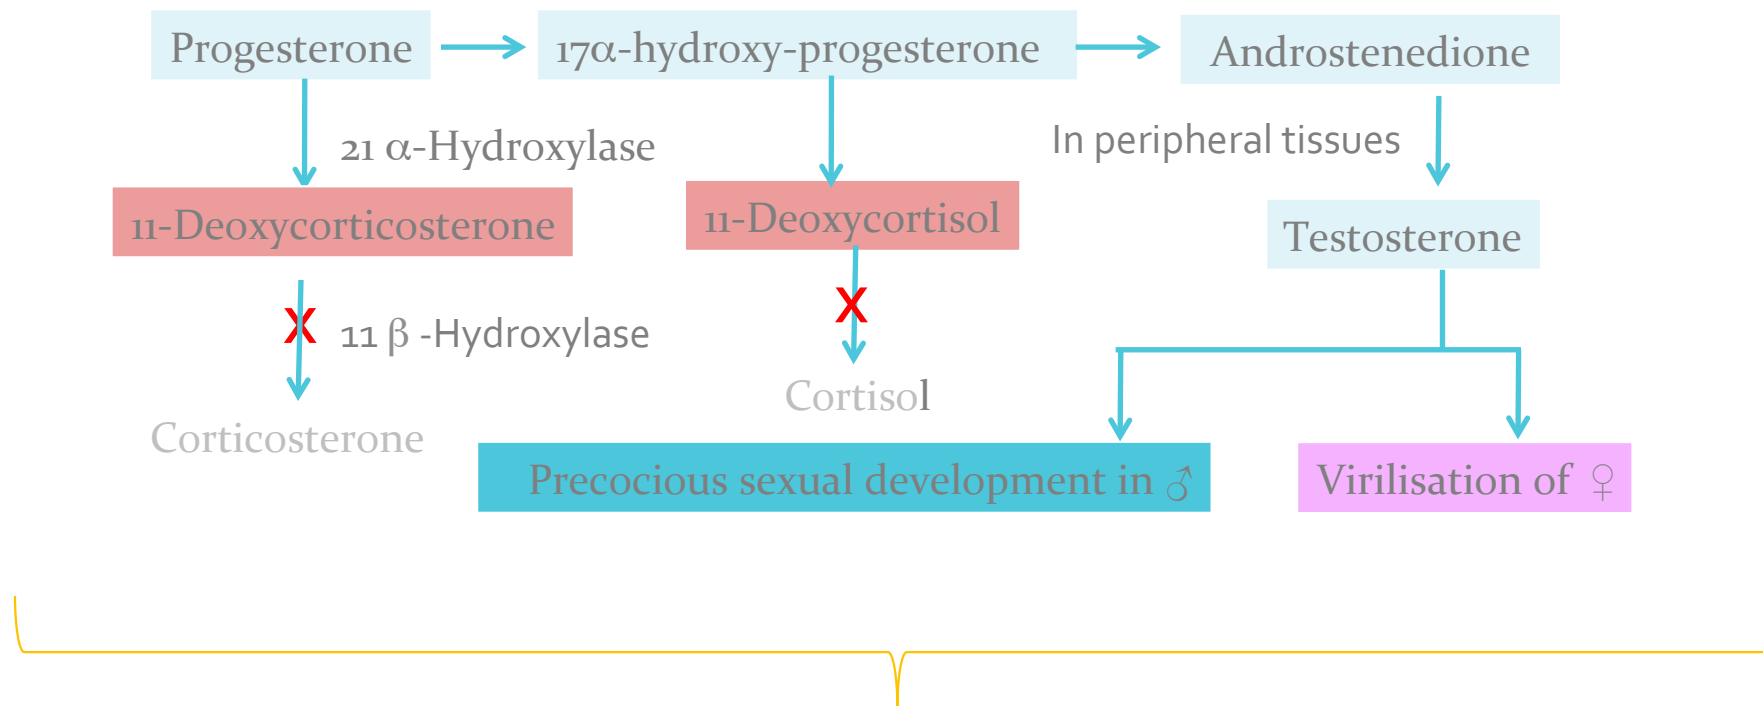 Progesterone
17α-hydroxy-progesterone
Androstenedione
21 α-Hydroxylase
In peripheral tissues
11-Deoxycorticosterone
11-Deoxycortisol
Testosterone
X
X
11 β -Hydroxylase
Cortisol
Corticosterone
Precocious sexual development in ♂
Virilisation of ♀